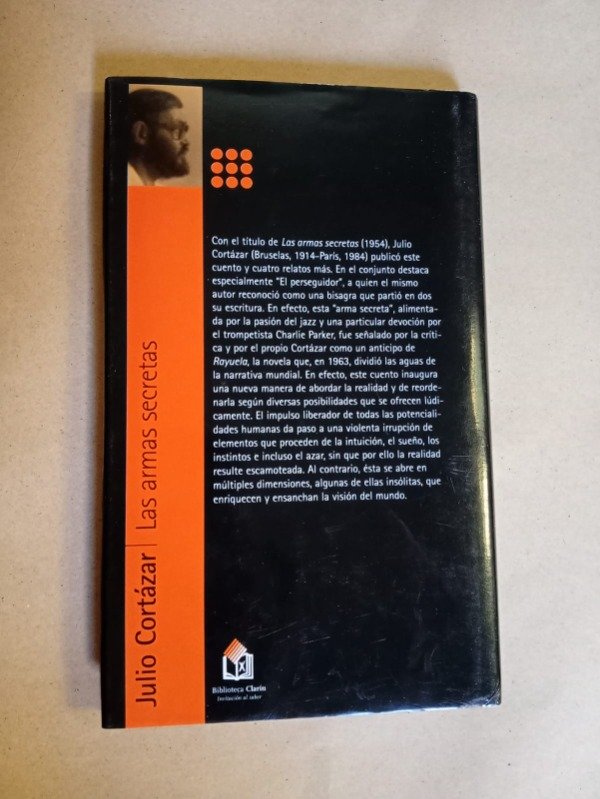 Con el título de Las armas secretas (1954), Julio
Cortázar (Bruselas, 1914-París, 1984) publicó este
cuento y cuatro relatos más. En el conjunto destaca
especialmente "El perseguidor", a quien el mismo
autor reconoció como una bisagra que partió en dos
su escritura. En efecto, esta "arma secreta", alimenta-
da por la pasión del jazz y una particular devoción por
el trompetista Charlie Parker, fue señalado por la críti-
ca y por el propio Cortázar como un anticipo de
Rayuela, la novela que, en 1963, dividió las aguas de
la narrativa mundial. En efecto, este cuento inaugura
una nueva manera de abordar la realidad y de reorde-
narla según diversas posibilidades que se ofrecen lúdi-
camente. El impulso liberador de todas las potenciali-
dades humanas da paso a una violenta irrupción de
elementos que proceden de la intuición, el sueño, los
instintos e incluso el azar, sin que por ello la realidad
resulte escamoteada. Al contrario, ésta se abre en
múltiples dimensiones, algunas de ellas insólitas, que
enriquecen y ensanchan la visión del mundo.
Julio Cortázar | Las armas secretas
Biblioteca Clarín
Invitación al saber